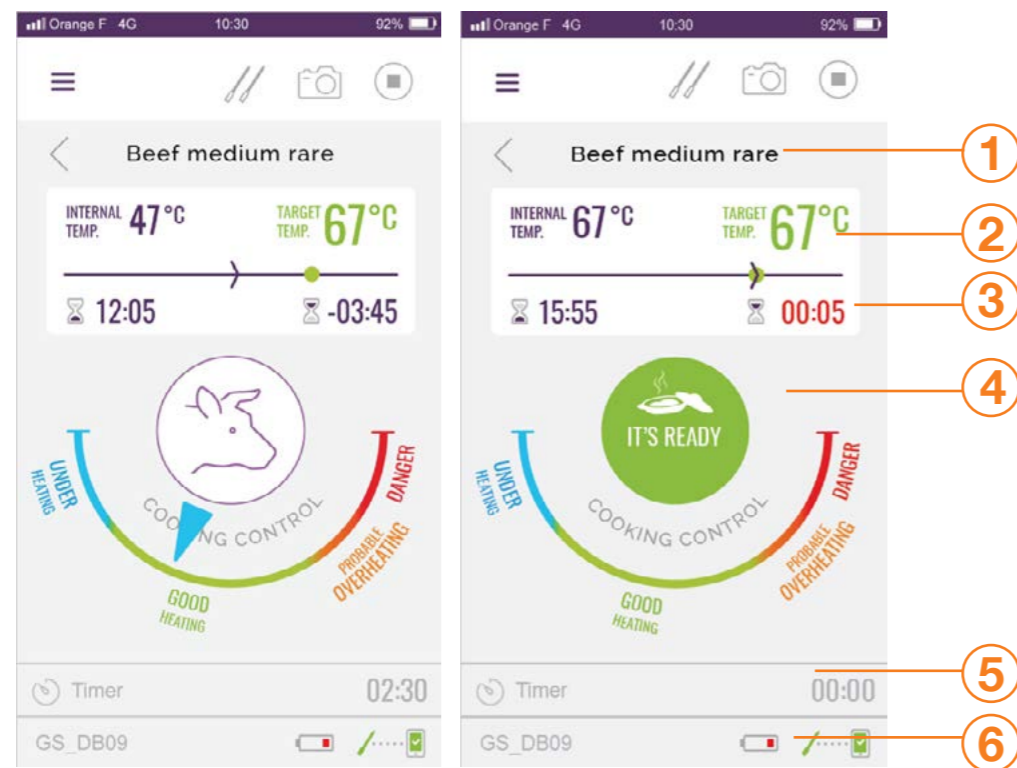 Orange F 4G 10:30 92%
Beef medium rare
INTERNAL TEMP. 47°C
TARGET TEMP. 67°C
12:05 -03:45
UNDER HEATING
COOKING CONTROL
GOOD HEATING
PROBABLE OVERHEATING
DANGER
Timer 02:30
GS_DB09
Orange F 4G 10:30 92%
Beef medium rare
INTERNAL TEMP. 67°C
TARGET TEMP. 67°C
15:55 00:05
IT'S READY
UNDER HEATING
COOKING CONTROL
GOOD HEATING
PROBABLE OVERHEATING
DANGER
Timer 00:00
GS_DB09
1
2
3
4
5
6